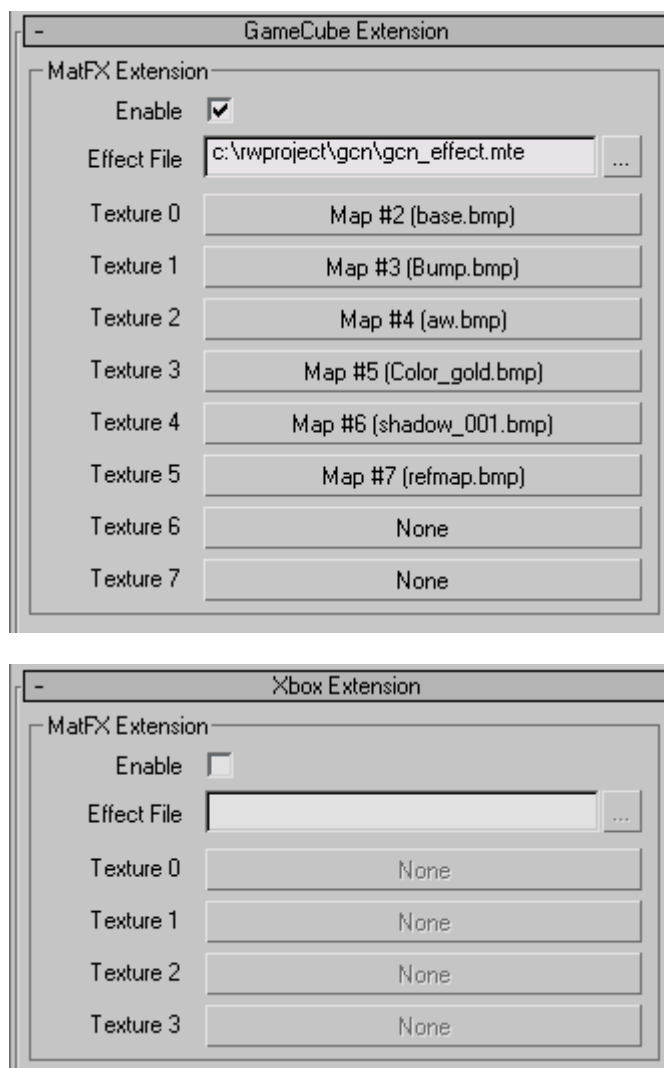 - GameCube Extension
MatFX Extension
Enable
Effect File c:\rwproject\gcn\gcn_effect.mte ...
Texture 0 Map #2 (base.bmp)
Texture 1 Map #3 (Bump.bmp)
Texture 2 Map #4 (aw.bmp)
Texture 3 Map #5 (Color_gold.bmp)
Texture 4 Map #6 (shadow_001.bmp)
Texture 5 Map #7 (refmap.bmp)
Texture 6 None
Texture 7 None
- Xbox Extension
MatFX Extension
Enable
Effect File ...
Texture 0 None
Texture 1 None
Texture 2 None
Texture 3 None